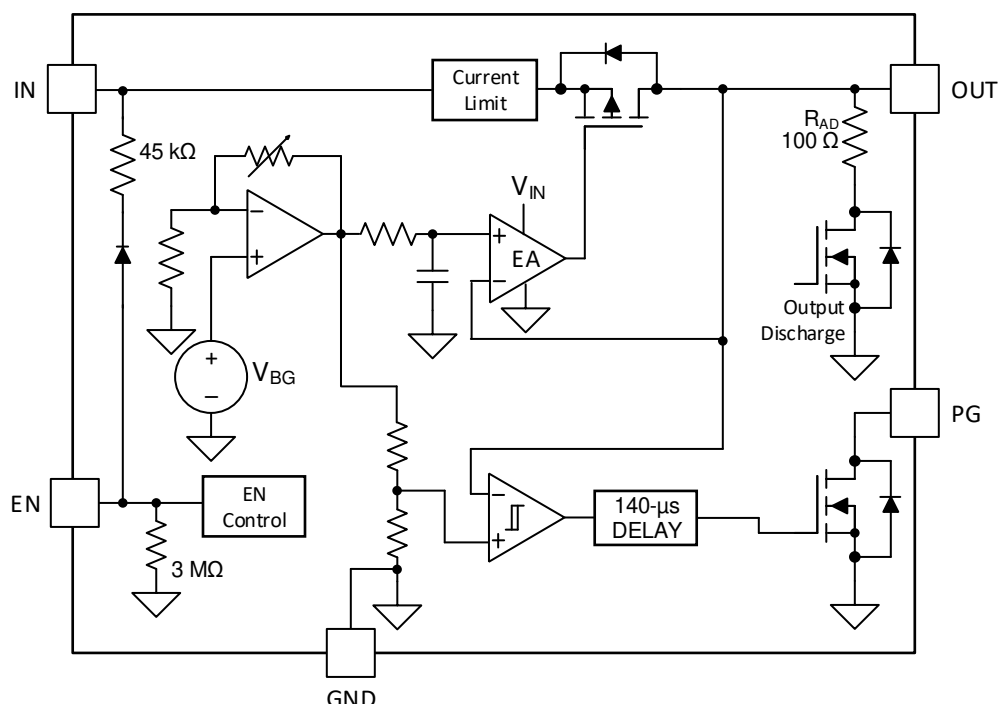 IN
Current
Limit
OUT
R_AD
100 Ω
45 kΩ
V_IN
+
EA
−
−
+
+
V_BG
−
Output
Discharge
PG
EN
EN
Control
3 MΩ
−
+
140-µs
DELAY
GND